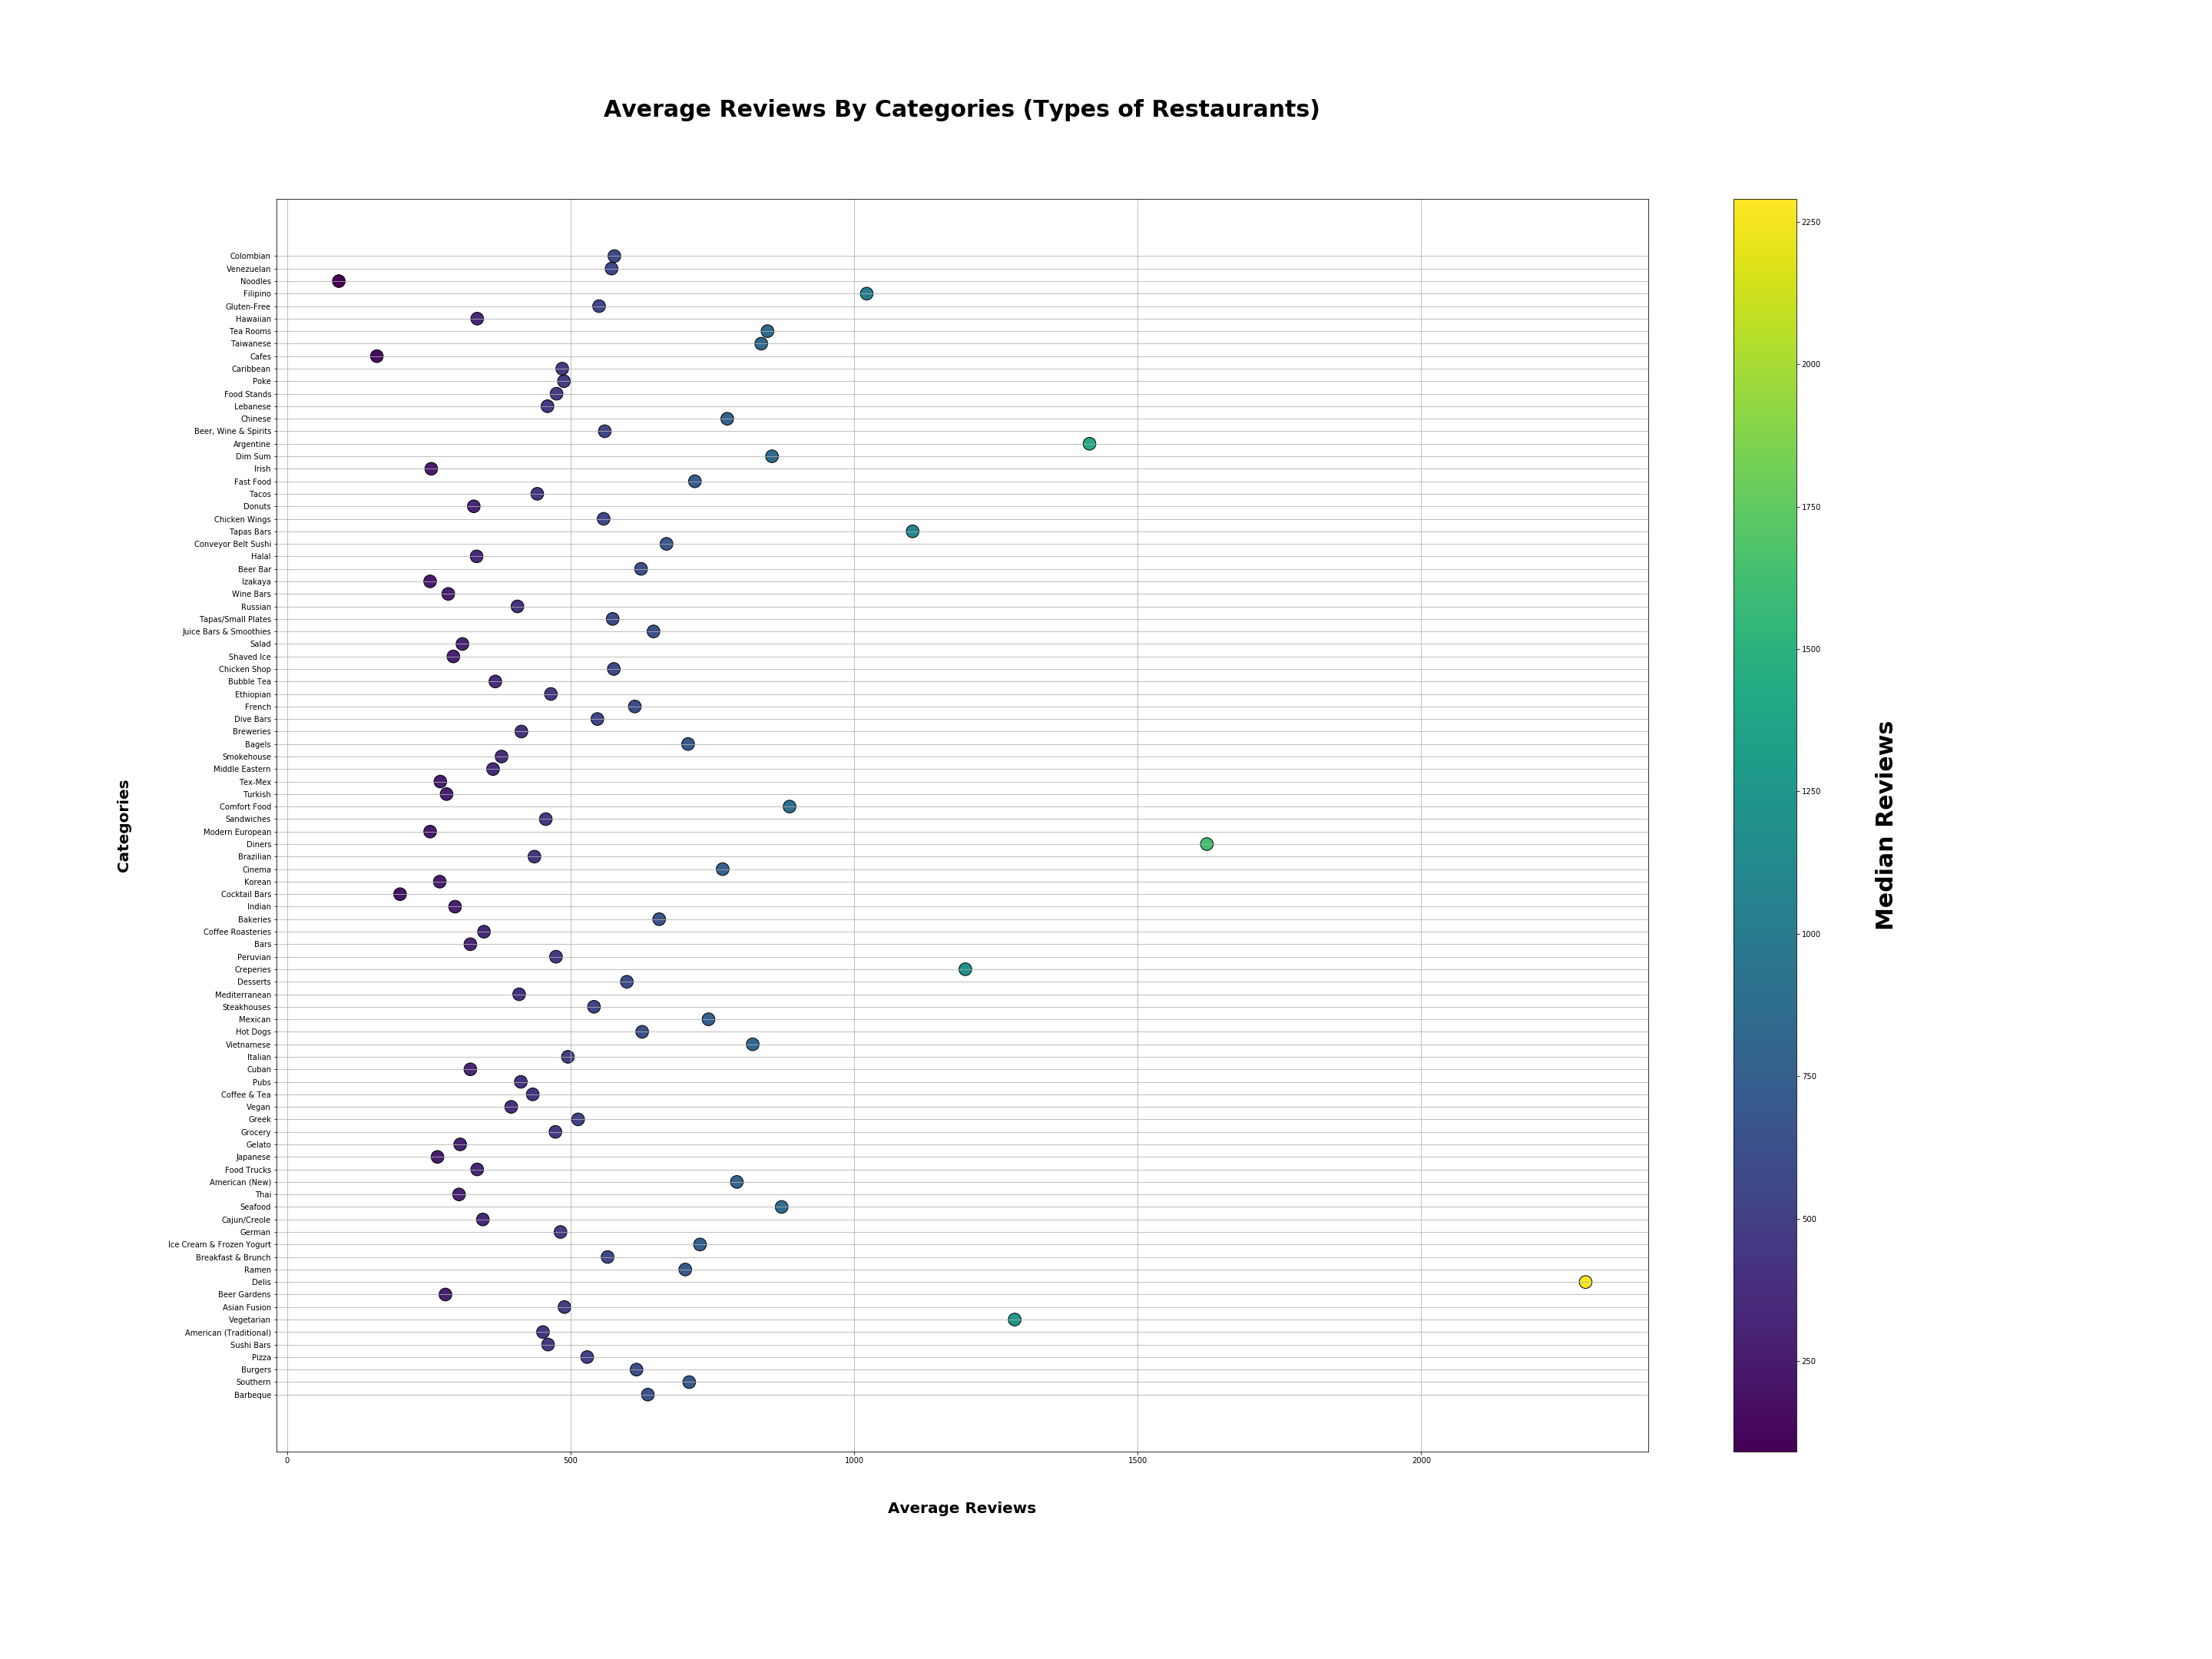 Average Reviews By Categories (Types of Restaurants)
Categories
Colombian
Venezuelan
Noodles
Filipino
Gluten-Free
Hawaiian
Tea Rooms
Taiwanese
Cafes
Caribbean
Poke
Food Stands
Lebanese
Chinese
Beer, Wine & Spirits
Argentine
Dim Sum
Irish
Fast Food
Tacos
Donuts
Chicken Wings
Tapas Bars
Conveyor Belt Sushi
Halal
Beer Bar
Izakaya
Wine Bars
Russian
Tapas/Small Plates
Juice Bars & Smoothies
Salad
Shaved Ice
Chicken Shop
Bubble Tea
Ethiopian
French
Dive Bars
Breweries
Bagels
Smokehouse
Middle Eastern
Tex-Mex
Turkish
Comfort Food
Sandwiches
Modern European
Diners
Brazilian
Cinema
Korean
Cocktail Bars
Indian
Bakeries
Coffee Roasteries
Bars
Peruvian
Creperies
Desserts
Mediterranean
Steakhouses
Mexican
Hot Dogs
Vietnamese
Italian
Cuban
Pubs
Coffee & Tea
Vegan
Greek
Grocery
Gelato
Japanese
Food Trucks
American (New)
Thai
Seafood
Cajun/Creole
German
Ice Cream & Frozen Yogurt
Breakfast & Brunch
Ramen
Delis
Beer Gardens
Asian Fusion
Vegetarian
American (Traditional)
Sushi Bars
Pizza
Burgers
Southern
Barbeque
0 500 1000 1500 2000
Average Reviews
2250
2000
1750
1500
1250
1000
750
500
250
Median Reviews